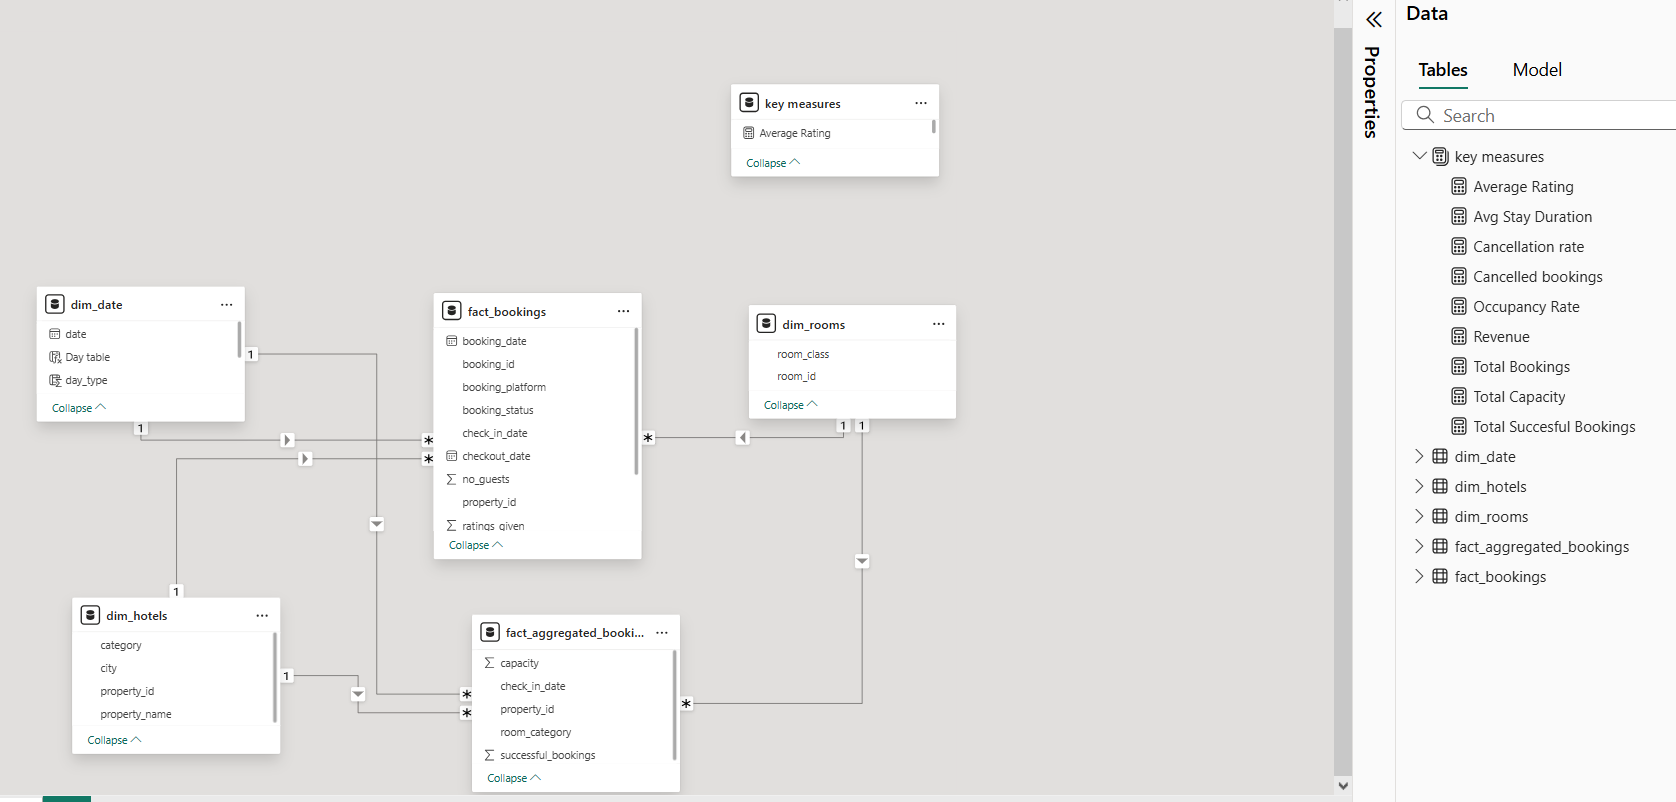 key measures
Average Rating
Collapse
dim_date
date
Day table
day_type
Collapse
1
1
fact_bookings
booking_date
booking_id
booking_platform
booking_status
check_in_date
checkout_date
no_guests
property_id
ratings_given
Collapse
*
*
*
dim_rooms
room_class
room_id
Collapse
1
1
dim_hotels
category
city
property_id
property_name
Collapse
1
1
fact_aggregated_booki...
capacity
check_in_date
property_id
room_category
successful_bookings
Collapse
*
*
*
Properties
Data
Tables
Model
Search
key measures
Average Rating
Avg Stay Duration
Cancellation rate
Cancelled bookings
Occupancy Rate
Revenue
Total Bookings
Total Capacity
Total Succesful Bookings
dim_date
dim_hotels
dim_rooms
fact_aggregated_bookings
fact_bookings